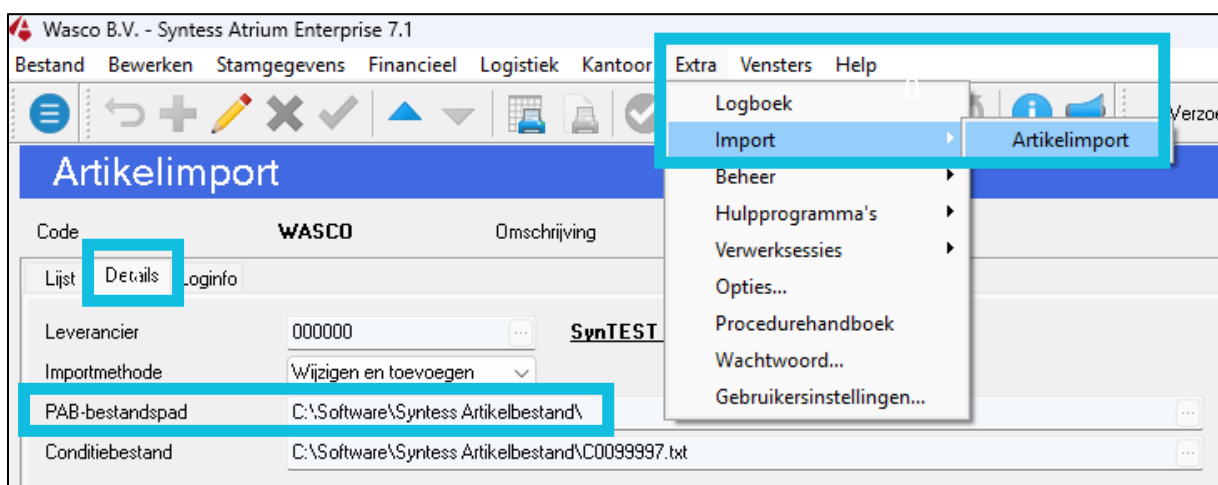 Wasco B.V. - Syntess Atrium Enterprise 7.1
Bestand Bewerken Stamgegevens Financieel Logistiek Kantoor Extra Vensters Help
Logboek
0
Import Artikelimport
Beheer
Hulpprogramma's
Verwerksessies
Opties...
Procedurehandboek
Wachtwoord...
Gebruikersinstellingen...
Artikelimport
Code WASCO Omschrijving
Lijst Details Loginfo
Leverancier 000000 ... SynTEST
Importmethode Wijzigen en toevoegen
PAB-bestandspad C:\Software\Syntess Artikelbestand\ ...
Conditiebestand C:\Software\Syntess Artikelbestand\C0099997.txt ...